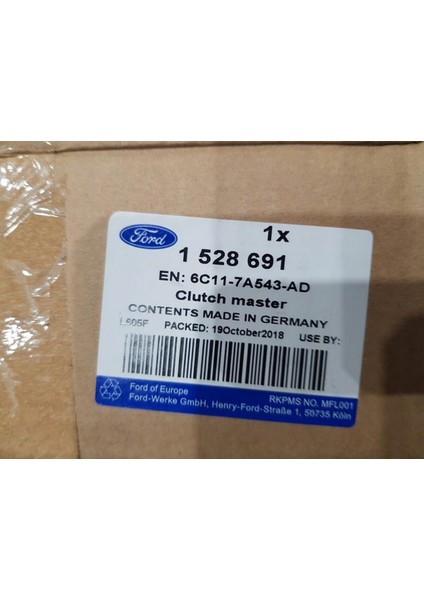 Ford
1x
1 528 691
EN: 6C11-7A543-AD
Clutch master
CONTENTS MADE IN GERMANY
L605F PACKED: 19October2018 USE BY:
Ford of Europe RKPMS NO. MFL001
Ford-Werke GmbH, Henry-Ford-Straße 1, 50735 Köln